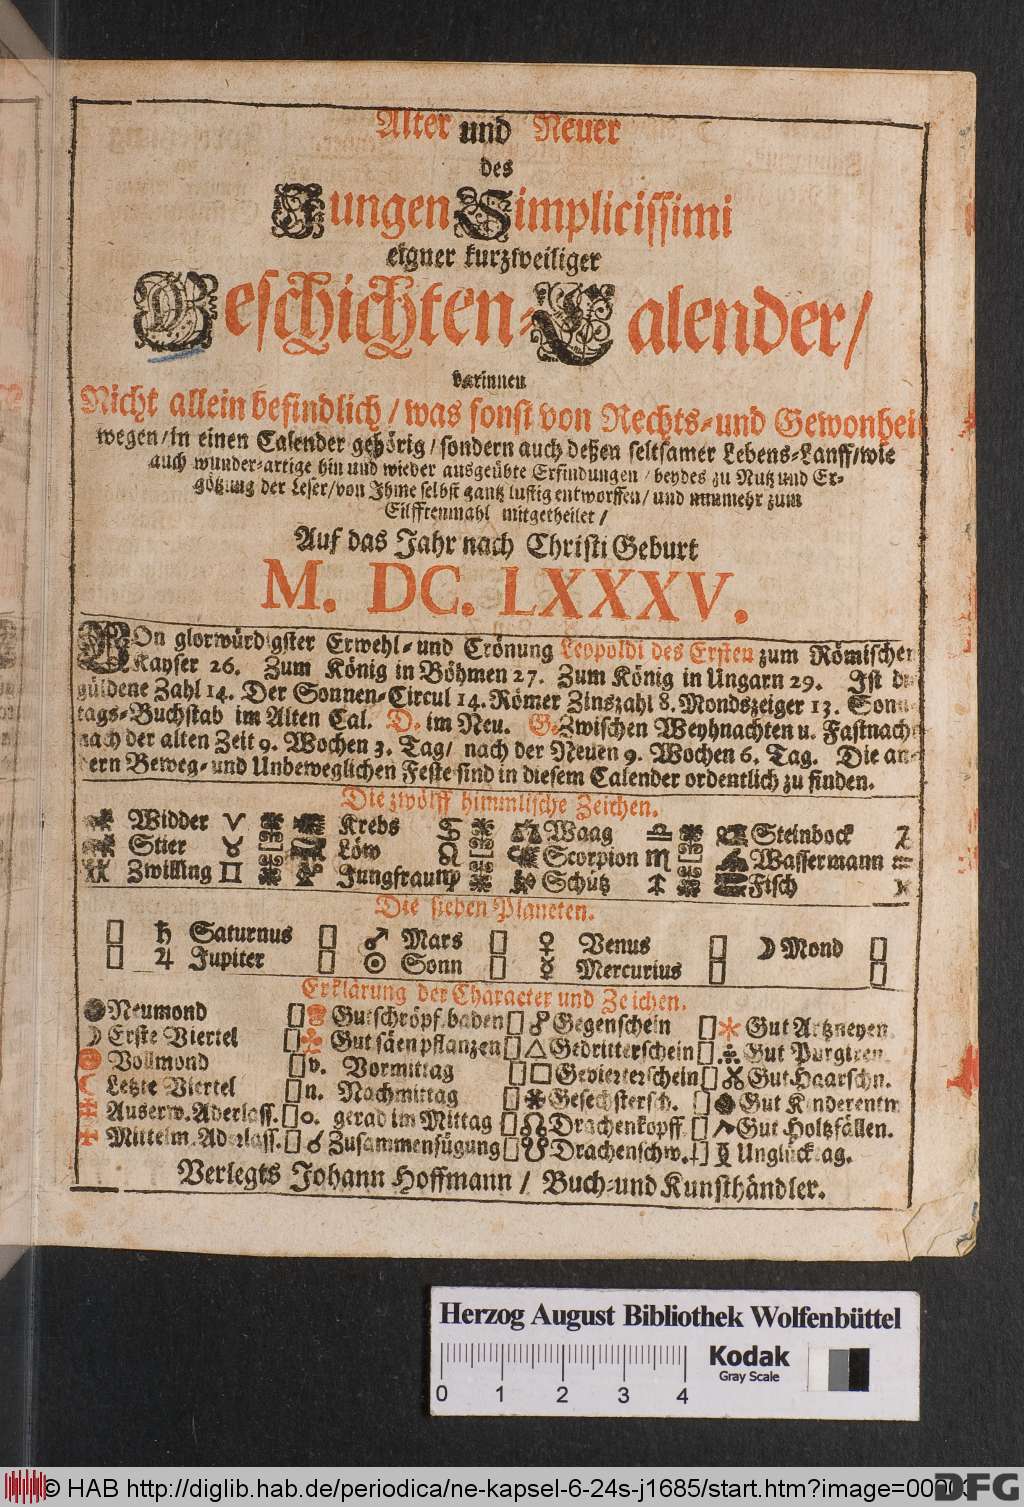 Alter und Neuer
des
Jungen Simplicissimi
eigner kurzweiliger
Geschichten-Calender/
darinnen
Nicht allein befindlich/was sonst von Rechts-und Gewonhei
wegen/in einen Calender gehörig/sondern auch deßen seltsamer Lebens-Lauff/wie
auch wunder-artige hin und wieder ausgeübte Erfindungen/beydes zu Nutz und Er-
götzung der Leser/von Ihme selbst gantz lustig entworffen/und nunmehr zum
Eilfftenmahl mitgetheilet/
Auf das Jahr nach Christi Geburt
M. DC. LXXXV.
VOn glorwürdigster Erwehl- und Crönung Leopoldi des Ersten zum Römischen
Kayser 26. Zum König in Böhmen 27. Zum König in Ungarn 29. Ist die
güldene Zahl 14. Der Sonnen-Circul 14. Römer Zinszahl 8. Mondszeiger 13. Sonn-
tags-Buchstab im Alten Cal. D. im Neu. G. Zwischen Weyhnachten u. Fastnacht
nach der alten Zeit 9. Wochen 3. Tag/ nach der Neuen 9. Wochen 6. Tag. Die an-
dern Beweg- und Unbeweglichen Feste sind in diesem Calender ordentlich zu finden.
Die zwölff himmlische Zeichen.
Widder ♈ Krebs ♋ Waag ♎ Steinbock ♑
Stier ♉ Löw ♌ Scorpion ♏ Wassermann ♒
Zwilling ♊ Jungfrau ♍ Schütz ♐ Fisch ♓
Die sieben Planeten.
♄ Saturnus ♂ Mars ♀ Venus ☽ Mond
♃ Jupiter ☉ Sonn ☿ Mercurius
Erklärung der Character und Zeichen.
Neumond Gut schröpf. baden ☍ Gegenschein Gut Artzneyen
☽ Erste Viertel Gut säen pflanzen △ Gedritterschein Gut Purgiren
Vollmond v. Vormittag □ Gevierterschein Gut Haarschn.
☾ Letzte Viertel n. Nachmittag Gesechstersch. Gut Kinderentw
Auserw. Aderlass. o. gerad im Mittag ☊ Drachenkopff Gut Holtzfällen.
Mittelm. Aderlass. ☌ Zusammenfügung ☋ Drachenschw. Unglücktag.
Verlegts Johann Hoffmann/ Buch-und Kunsthändler.
Herzog August Bibliothek Wolfenbüttel
0 1 2 3 4
Kodak
Gray Scale
© HAB http://diglib.hab.de/periodica/ne-kapsel-6-24s-j1685/start.htm?image=00003
DFG